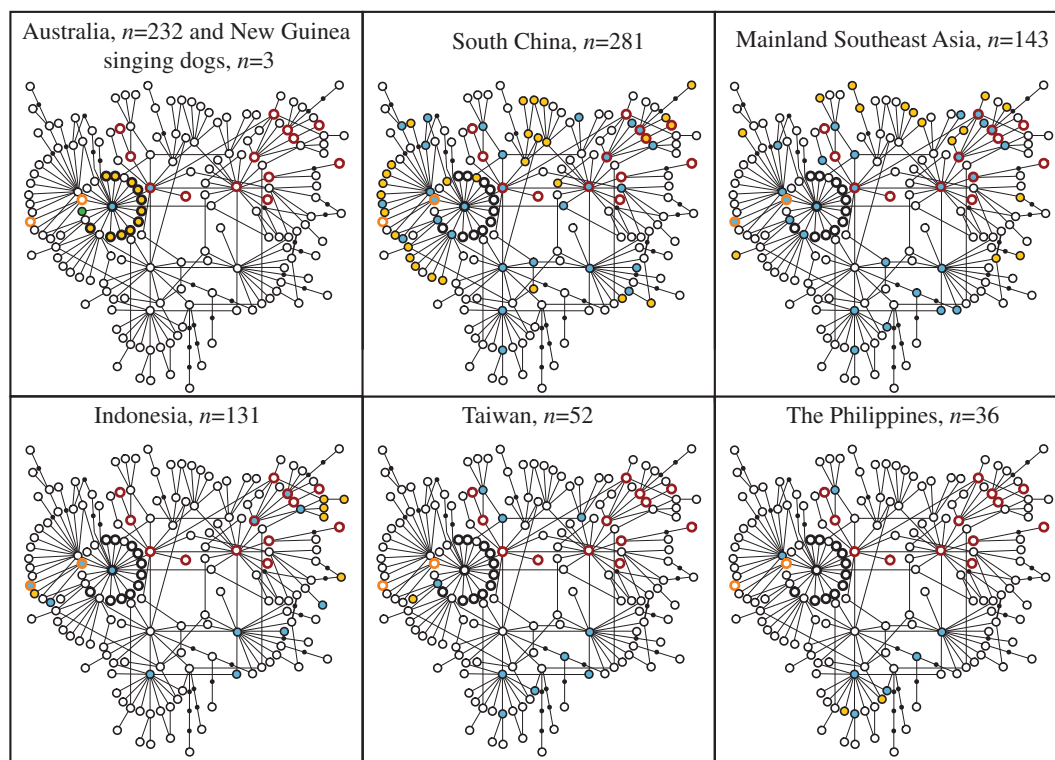 Australia, n=232 and New Guinea
singing dogs, n=3
South China, n=281
Mainland Southeast Asia, n=143
Indonesia, n=131
Taiwan, n=52
The Philippines, n=36